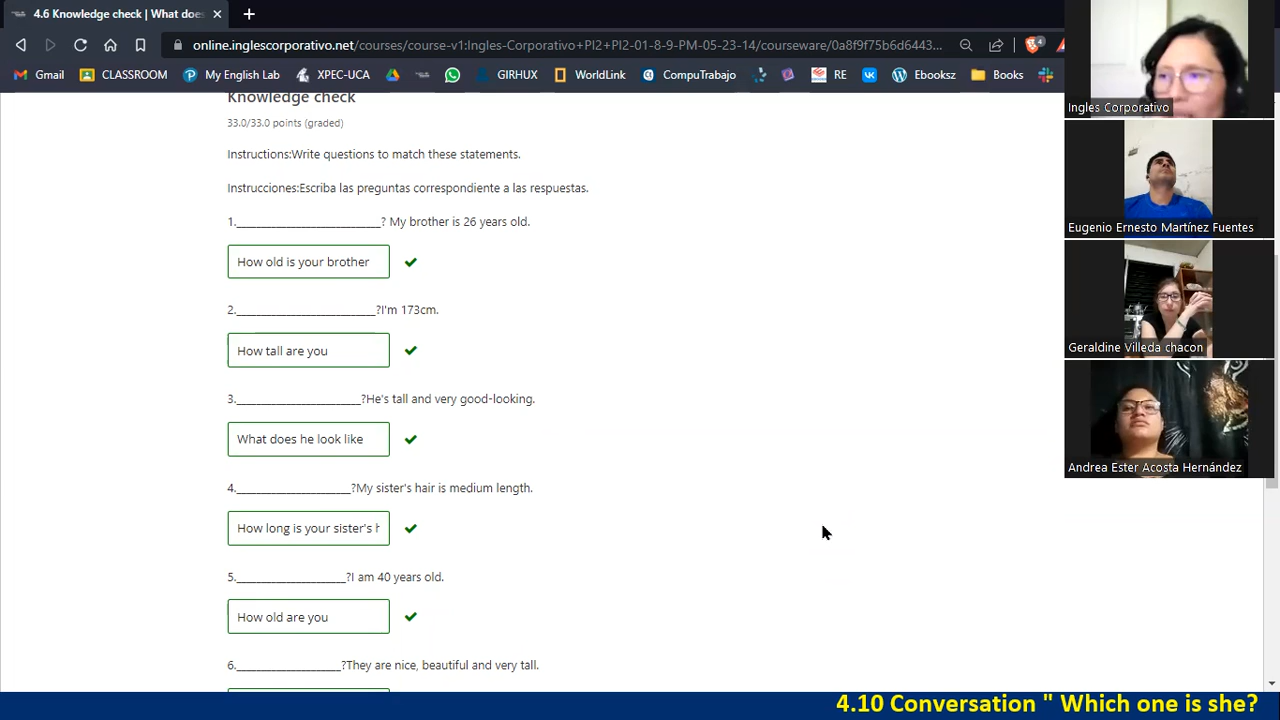 4.6 Knowledge check | What does
online.inglescorporativo.net/courses/course-v1:Ingles-Corporativo+PI2+PI2-01-8-9-PM-05-23-14/courseware/0a8f9f75b6d6443...
4
Gmail CLASSROOM My English Lab XPEC-UCA GIRHUX WorldLink CompuTrabajo RE Ebooksz Books
Knowledge check
33.0/33.0 points (graded)
Instructions:Write questions to match these statements.
Instrucciones:Escriba las preguntas correspondiente a las respuestas.
1.__________________________? My brother is 26 years old.
How old is your brother
2.__________________________?I'm 173cm.
How tall are you
3.______________________?He's tall and very good-looking.
What does he look like
4.____________________?My sister's hair is medium length.
How long is your sister's h
5.___________________?I am 40 years old.
How old are you
6.__________________?They are nice, beautiful and very tall.
Ingles Corporativo
Eugenio Ernesto Martínez Fuentes
Geraldine Villeda chacon
Andrea Ester Acosta Hernández
4.10 Conversation " Which one is she?